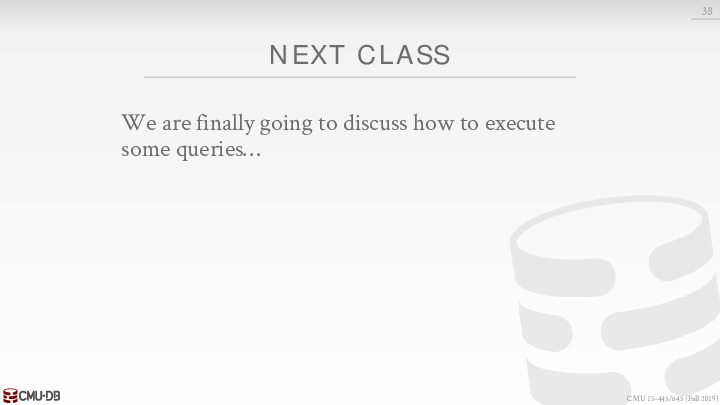 38
NEXT CLASS
We are finally going to discuss how to execute
some queries…
CMU·DB
CMU 15-445/645 (Fall 2019)